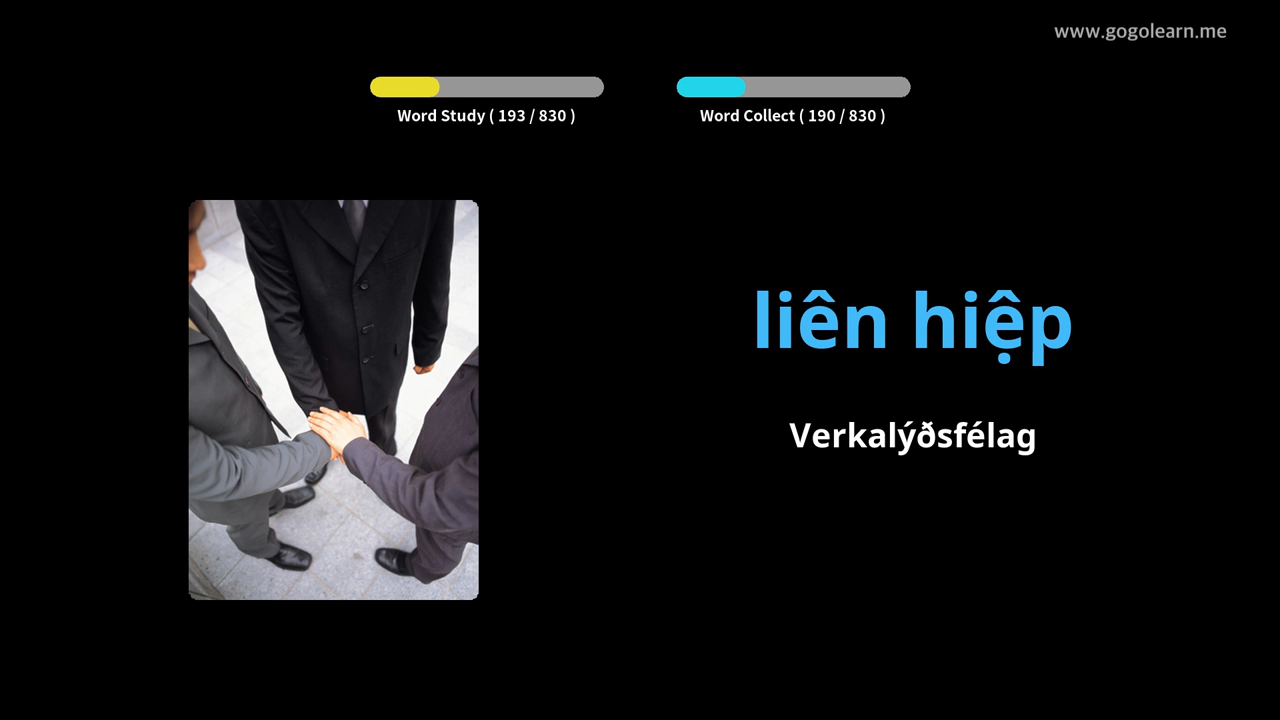 www.gogolearn.me
Word Study ( 193 / 830 )
Word Collect ( 190 / 830 )
liên hiệp
Verkalýðsfélag